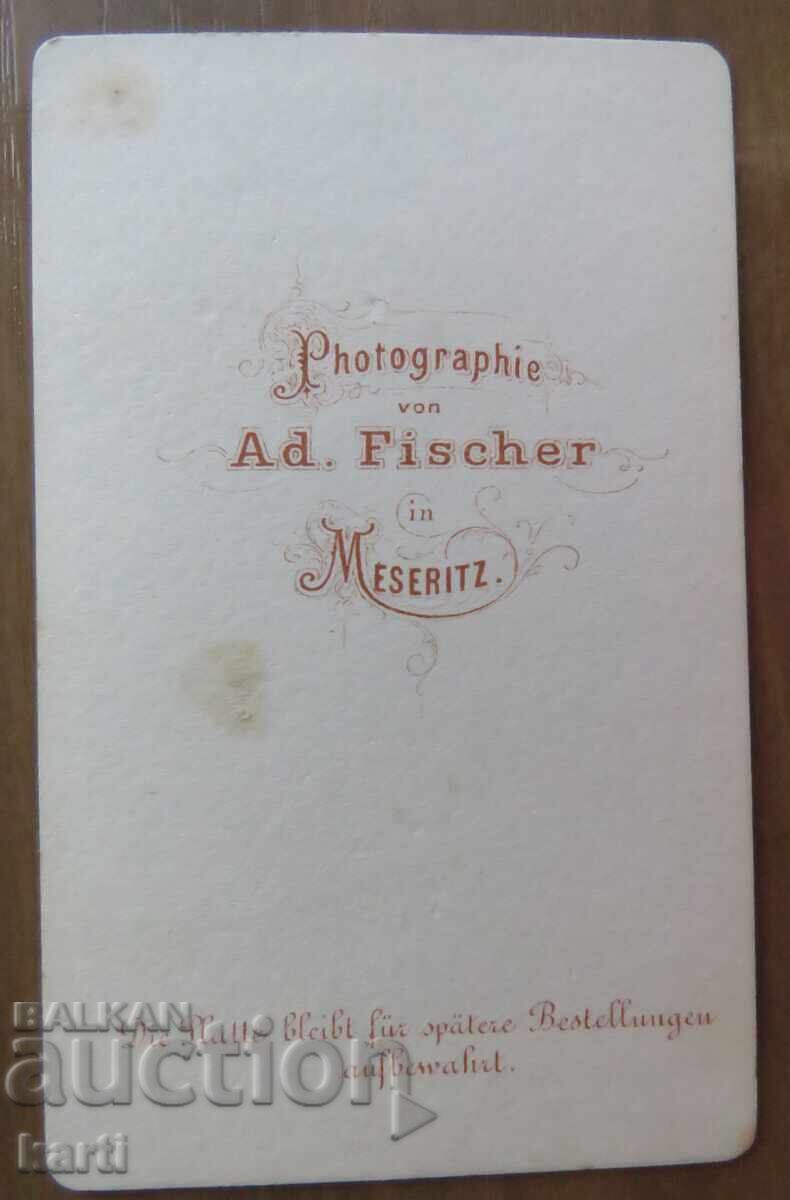 Photographie
von
Ad. Fischer
in
MESERITZ.
Die Platte bleibt für spätere Bestellungen
aufbewahrt.
BALKAN
auction
karti